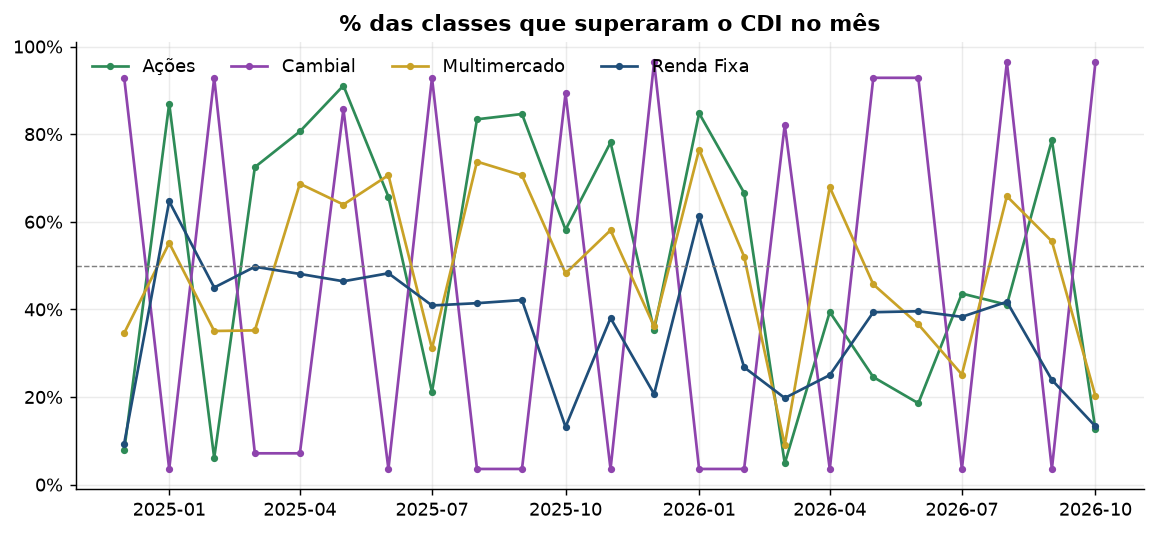 % das classes que superaram o CDI no mês
100%
Ações Cambial Multimercado Renda Fixa
80%
60%
40%
20%
0%
2025-01 2025-04 2025-07 2025-10 2026-01 2026-04 2026-07 2026-10